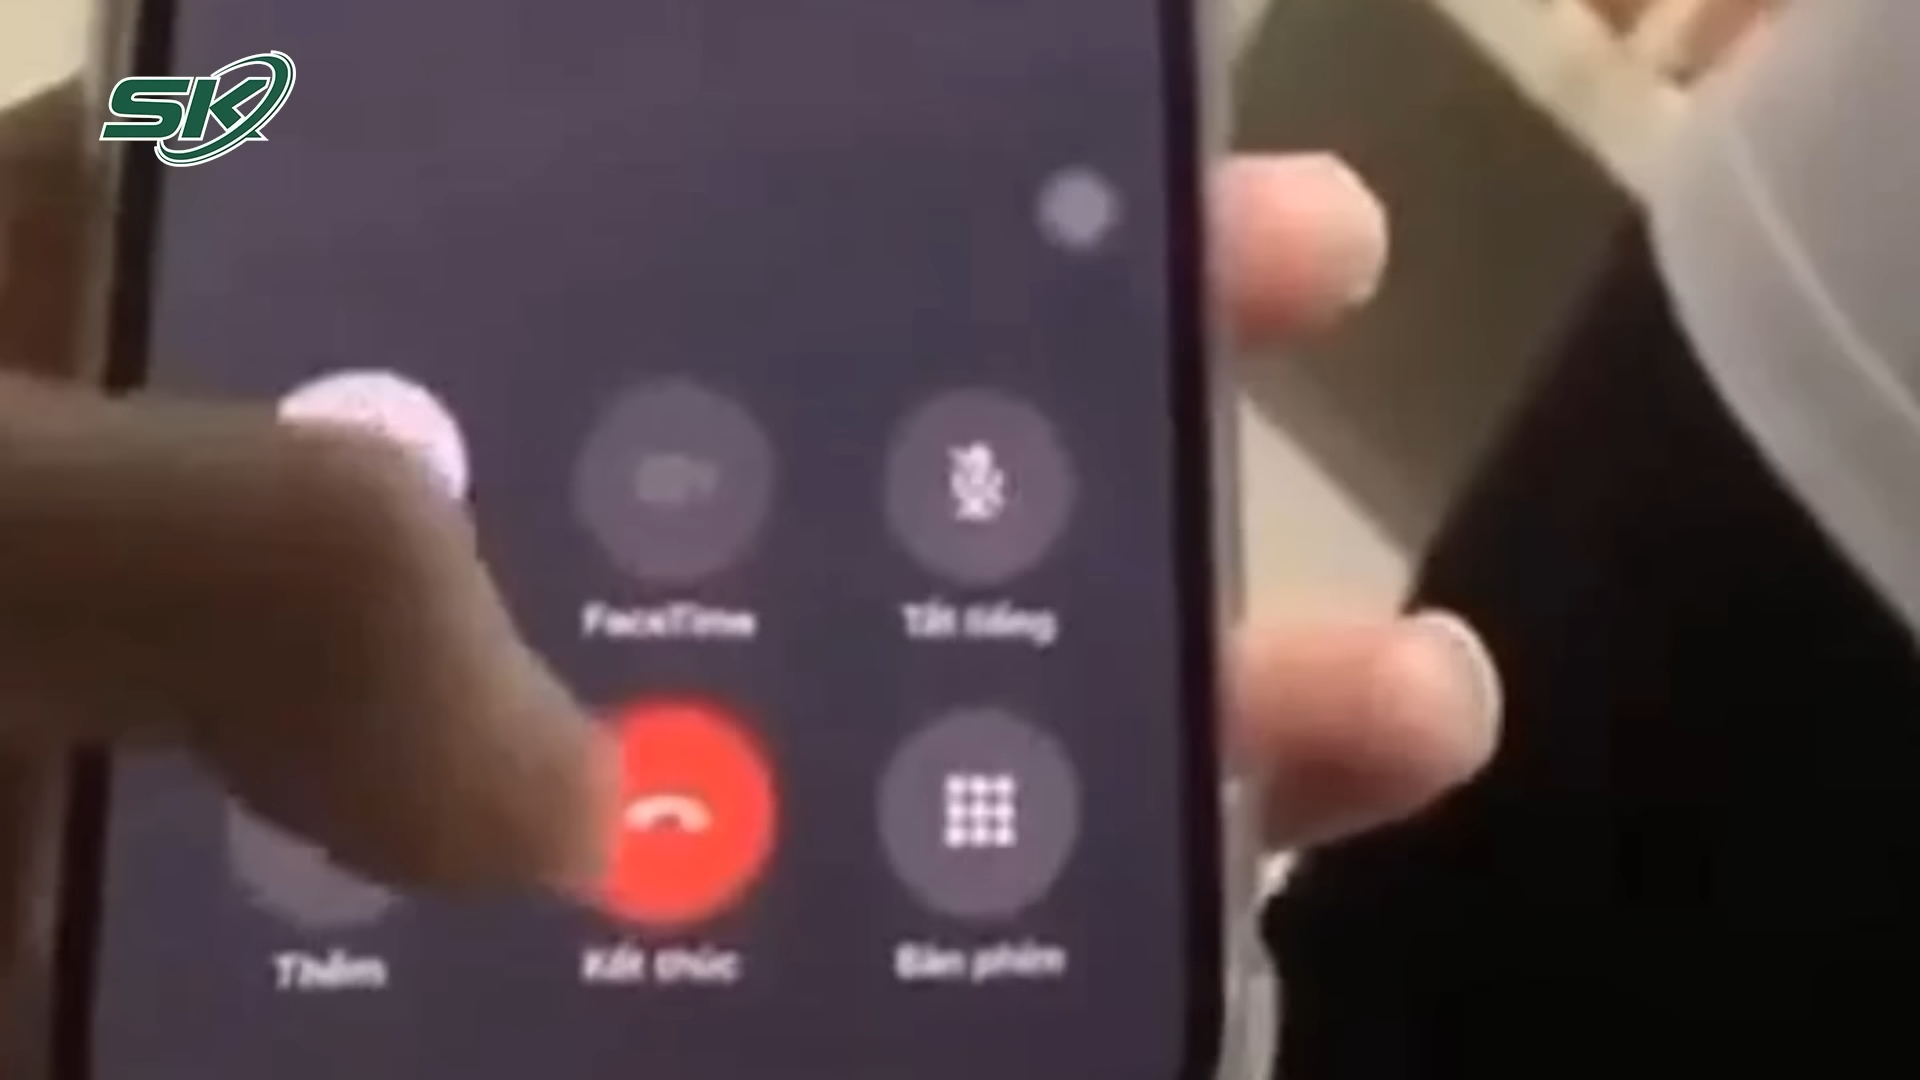 SK
FaceTime
Tắt tiếng
Thêm
Kết thúc
Bàn phím